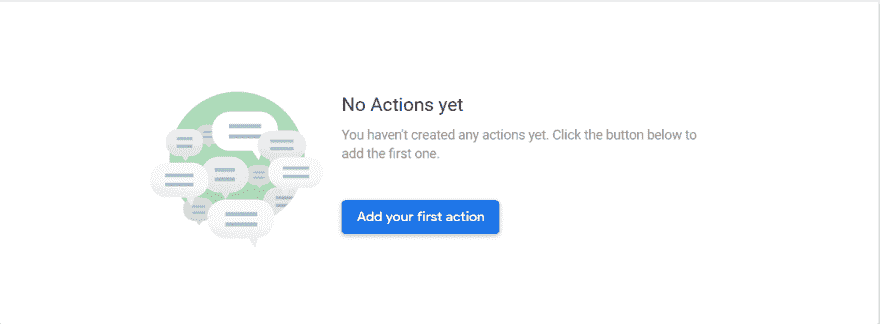 No Actions yet
You haven't created any actions yet. Click the button below to
add the first one.
Add your first action